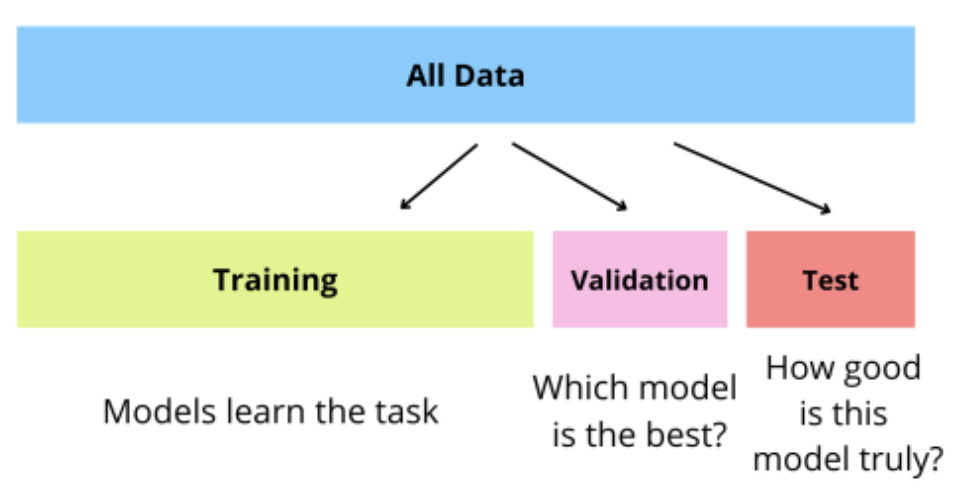 All Data
Training
Validation
Test
Models learn the task
Which model
is the best?
How good
is this
model truly?